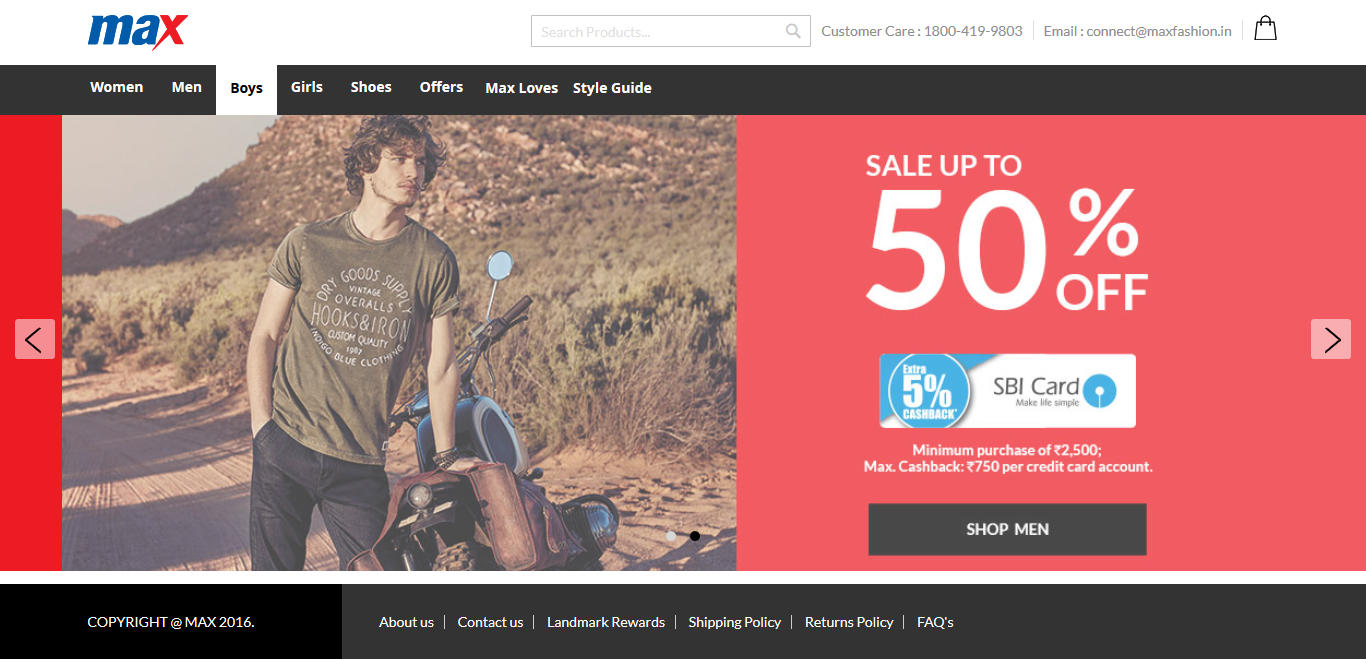 max
Search Products...
Customer Care : 1800-419-9803
Email : connect@maxfashion.in
Women Men Boys Girls Shoes Offers Max Loves Style Guide
DRY GOODS SUPPLY
VINTAGE
OVERALLS
HOOKS&IRON
CUSTOM QUALITY
1987
INDIGO BLUE CLOTHING
SALE UP TO
50%
OFF
Extra
5%
CASHBACK*
SBI Card
Make life simple
Minimum purchase of ₹2,500;
Max. Cashback: ₹750 per credit card account.
SHOP MEN
COPYRIGHT @ MAX 2016.
About us | Contact us | Landmark Rewards | Shipping Policy | Returns Policy | FAQ's